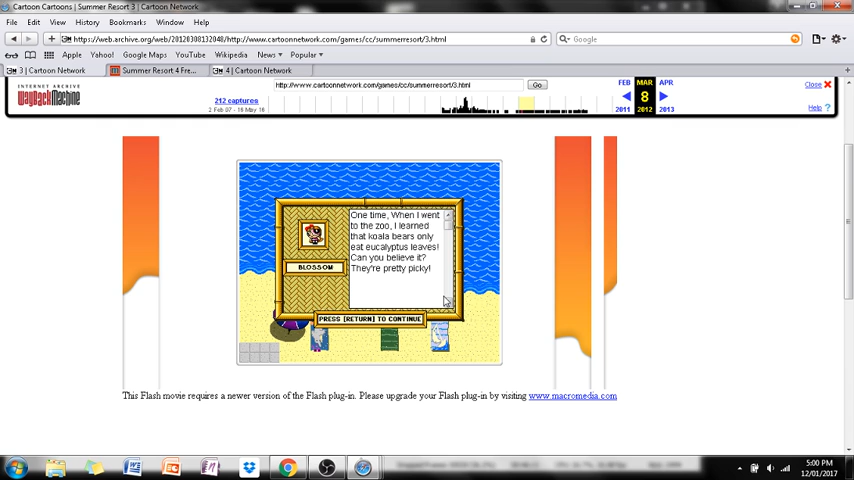 Cartoon Cartoons | Summer Resort 3 | Cartoon Network
File Edit View History Bookmarks Window Help
https://web.archive.org/web/20120308132048/http://www.cartoonnetwork.com/games/cc/summerresort/3.html
Google
Apple Yahoo! Google Maps YouTube Wikipedia News Popular
3 | Cartoon Network
Summer Resort 4 Fre...
4 | Cartoon Network
INTERNET ARCHIVE
WayBackMachine
http://www.cartoonnetwork.com/games/cc/summerresort/3.html
Go
212 captures
2 Feb 07 - 16 May 16
FEB MAR APR
8
2011 2012 2013
Close
Help ?
One time, When I went
to the zoo, I learned
that koala bears only
eat eucalyptus leaves!
Can you believe it?
They're pretty picky!
BLOSSOM
PRESS [RETURN] TO CONTINUE
This Flash movie requires a newer version of the Flash plug-in. Please upgrade your Flash plug-in by visiting www.macromedia.com
5:00 PM
12/01/2017